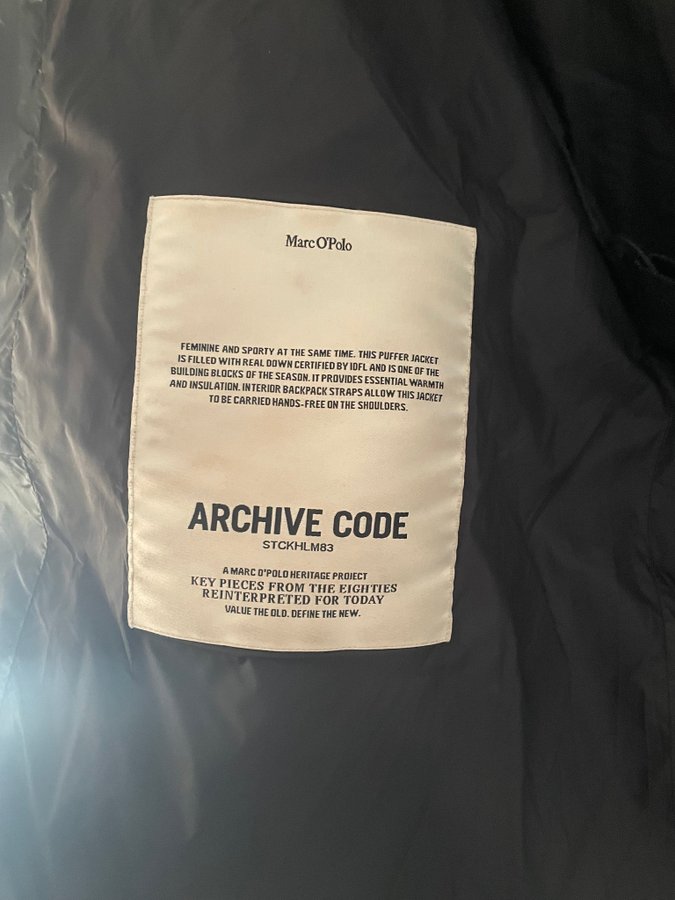 Marc O'Polo
FEMININE AND SPORTY AT THE SAME TIME. THIS PUFFER JACKET
IS FILLED WITH REAL DOWN CERTIFIED BY IDFL AND IS ONE OF THE
BUILDING BLOCKS OF THE SEASON. IT PROVIDES ESSENTIAL WARMTH
AND INSULATION. INTERIOR BACKPACK STRAPS ALLOW THIS JACKET
TO BE CARRIED HANDS-FREE ON THE SHOULDERS.
ARCHIVE CODE
STCKHLM83
A MARC O'POLO HERITAGE PROJECT
KEY PIECES FROM THE EIGHTIES
REINTERPRETED FOR TODAY
VALUE THE OLD. DEFINE THE NEW.